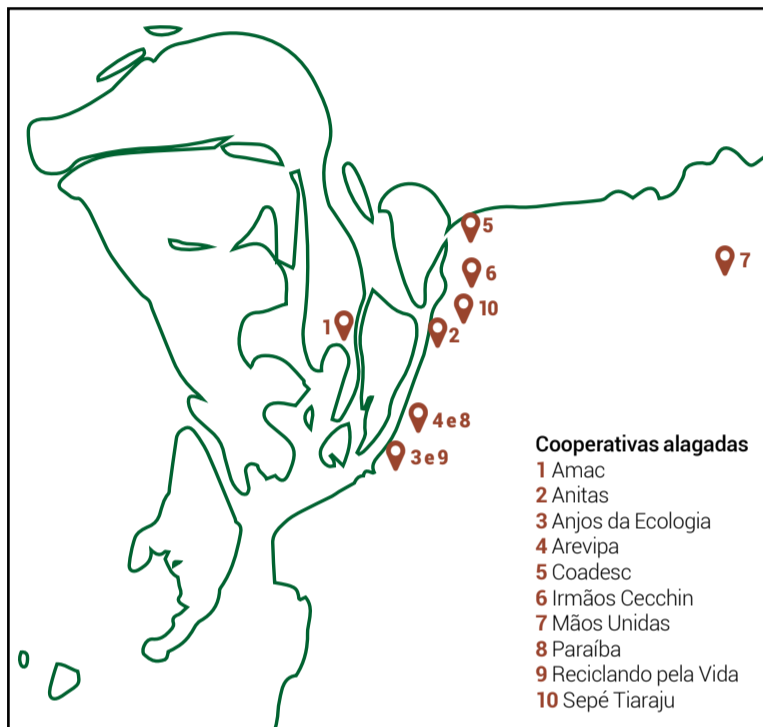 5
6
7
10
1
2
4 e 8
3 e 9
Cooperativas alagadas
1 Amac
2 Anitas
3 Anjos da Ecologia
4 Arevipa
5 Coadesc
6 Irmãos Cecchin
7 Mãos Unidas
8 Paraíba
9 Reciclando pela Vida
10 Sepé Tiaraju